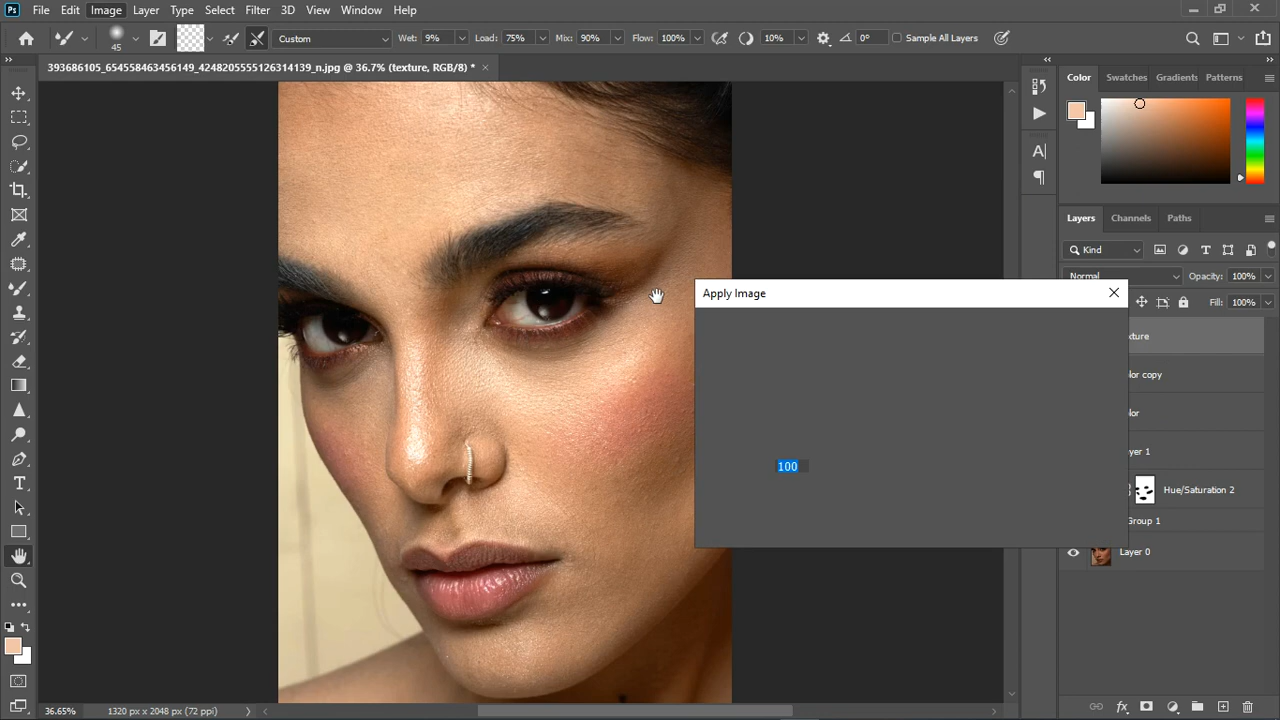 Ps File Edit Image Layer Type Select Filter 3D View Window Help
45 Custom Wet: 9% Load: 75% Mix: 90% Flow: 100% 10% 0° Sample All Layers
393686105_654558463456149_4248205555126314139_n.jpg @ 36.7% (texture, RGB/8) *
Color Swatches Gradients Patterns
Layers Channels Paths
Kind
Normal Opacity: 100%
Apply Image
Fill: 100%
xture
lor copy
lor
yer 1
100
Hue/Saturation 2
Group 1
Layer 0
36.65% 1320 px x 2048 px (72 ppi)